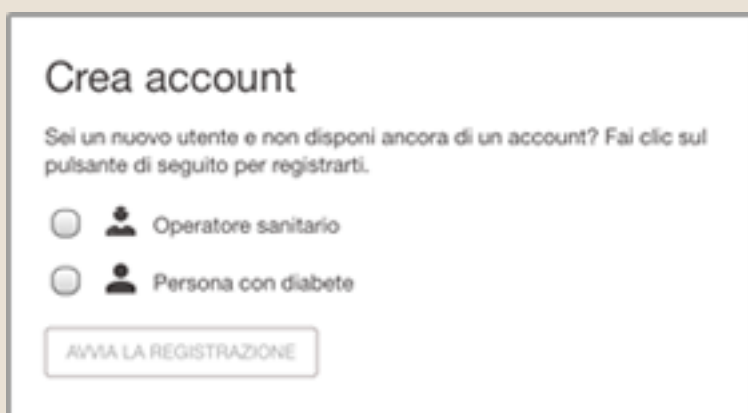 Crea account
Sei un nuovo utente e non disponi ancora di un account? Fai clic sul
pulsante di seguito per registrarti.
Operatore sanitario
Persona con diabete
AVVIA LA REGISTRAZIONE